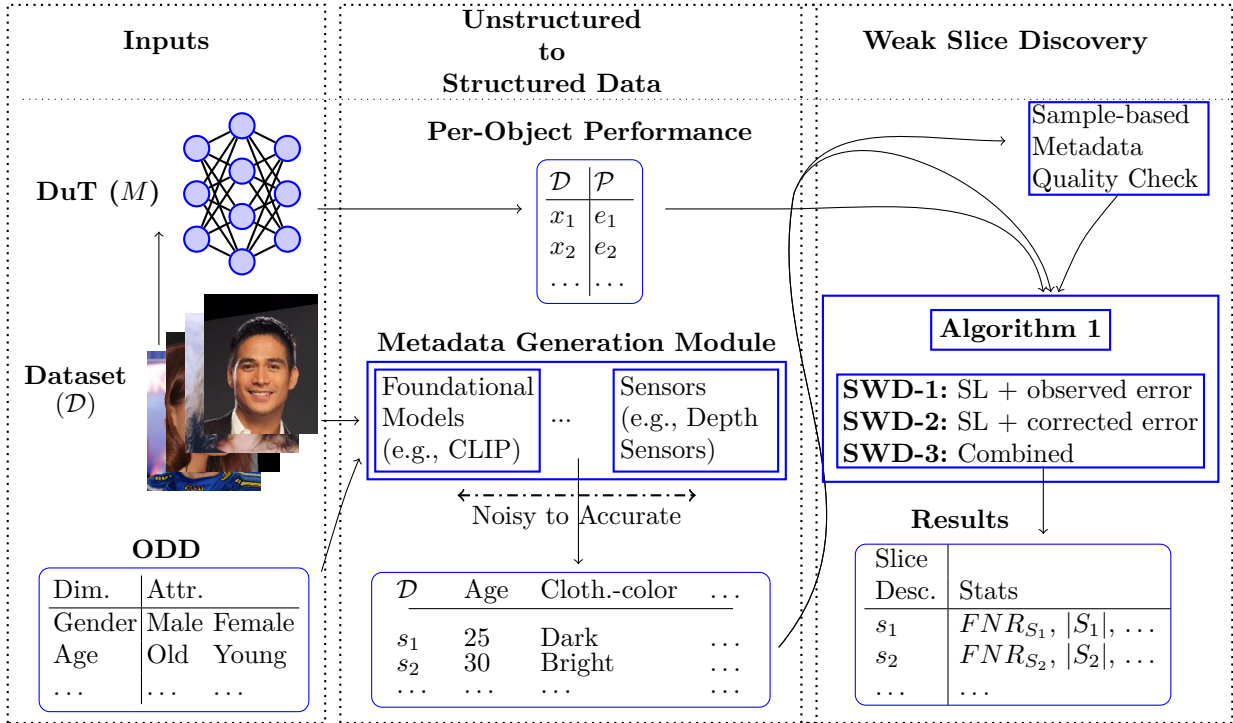 Inputs
Unstructured
to
Structured Data
Weak Slice Discovery
DuT (M)
Dataset
(𝒟)
ODD
Dim. Attr.
Gender Male Female
Age Old Young
... ... ...
Per-Object Performance
𝒟 𝒫
x₁ e₁
x₂ e₂
... ...
Metadada Generation Module
Foundational
Models
(e.g., CLIP)
...
Sensors
(e.g., Depth
Sensors)
Noisy to Accurate
𝒟 Age Cloth.-color ...
s₁ 25 Dark ...
s₂ 30 Bright ...
... ... ... ...
Sample-based
Metadata
Quality Check
Algorithm 1
SWD-1: SL + observed error
SWD-2: SL + corrected error
SWD-3: Combined
Results
Slice
Desc. Stats
s₁ FNR_{S₁}, |S₁|, ...
s₂ FNR_{S₂}, |S₂|, ...
... ...